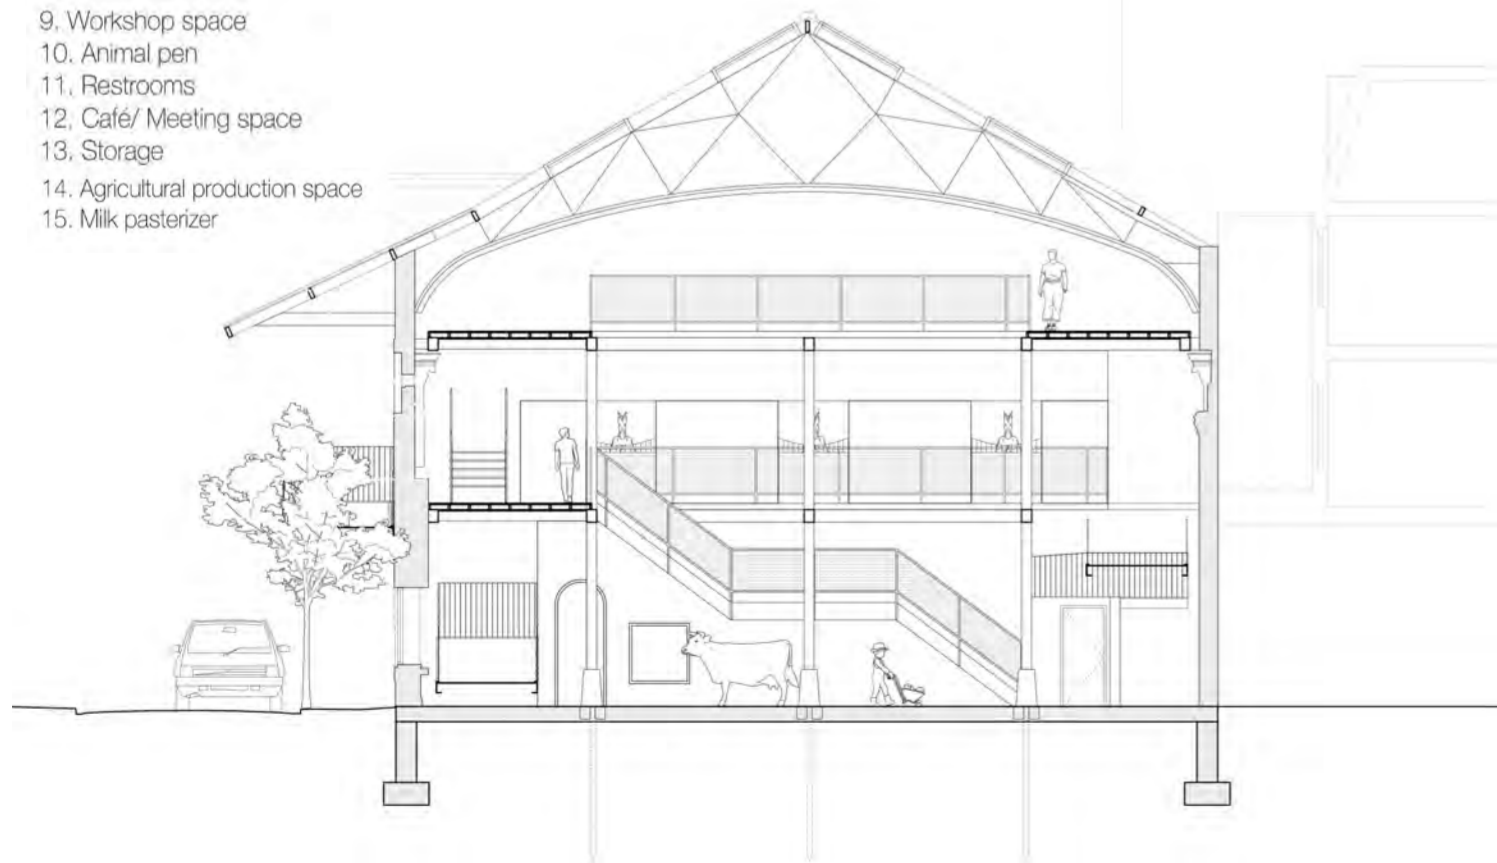 9. Workshop space
10. Animal pen
11. Restrooms
12. Café/ Meeting space
13. Storage
14. Agricultural production space
15. Milk pasterizer